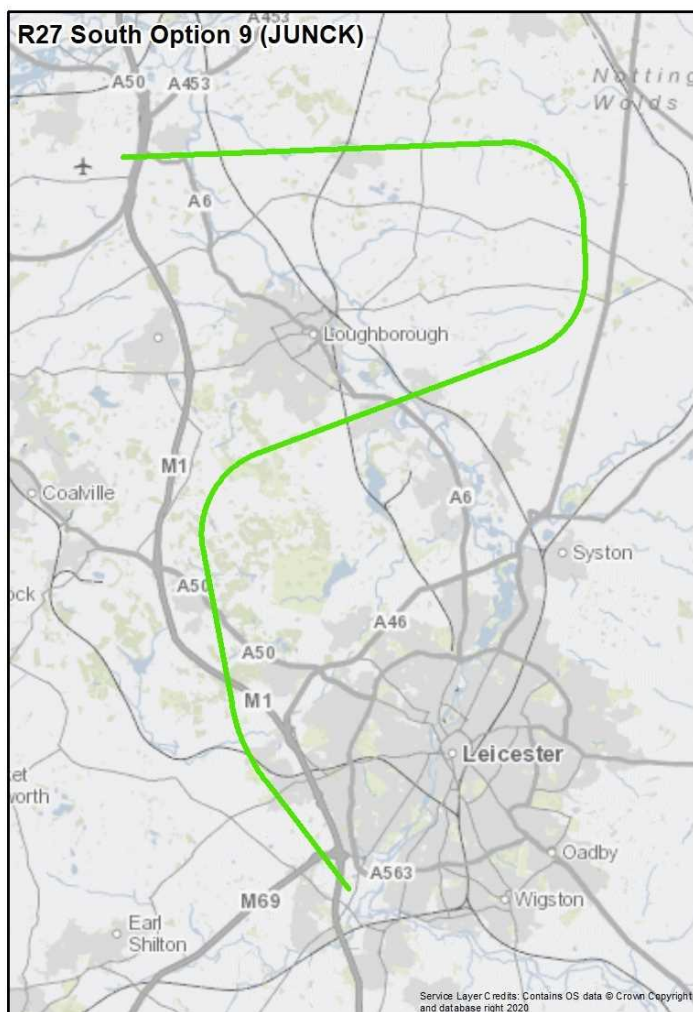 R27 South Option 9 (JUNCK)
A453
A50
A453
Notting
Wolds
A6
Loughborough
M1
Coalville
A6
Syston
A50
ock
A46
A50
M1
Leicester
ket
worth
A563
Oadby
M69
Wigston
Earl
Shilton
Service Layer Credits: Contains OS data © Crown Copyright
and database right 2020